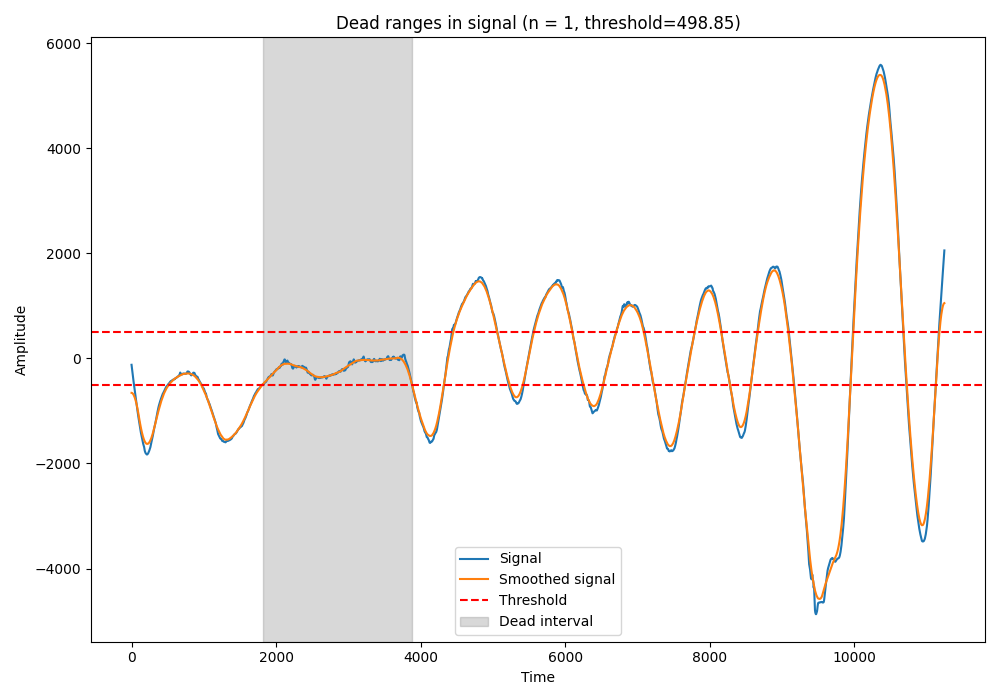 Dead ranges in signal (n = 1, threshold=498.85)
6000
4000
2000
0
−2000
−4000
Amplitude
Signal
Smoothed signal
Threshold
Dead interval
0 2000 4000 6000 8000 10000
Time